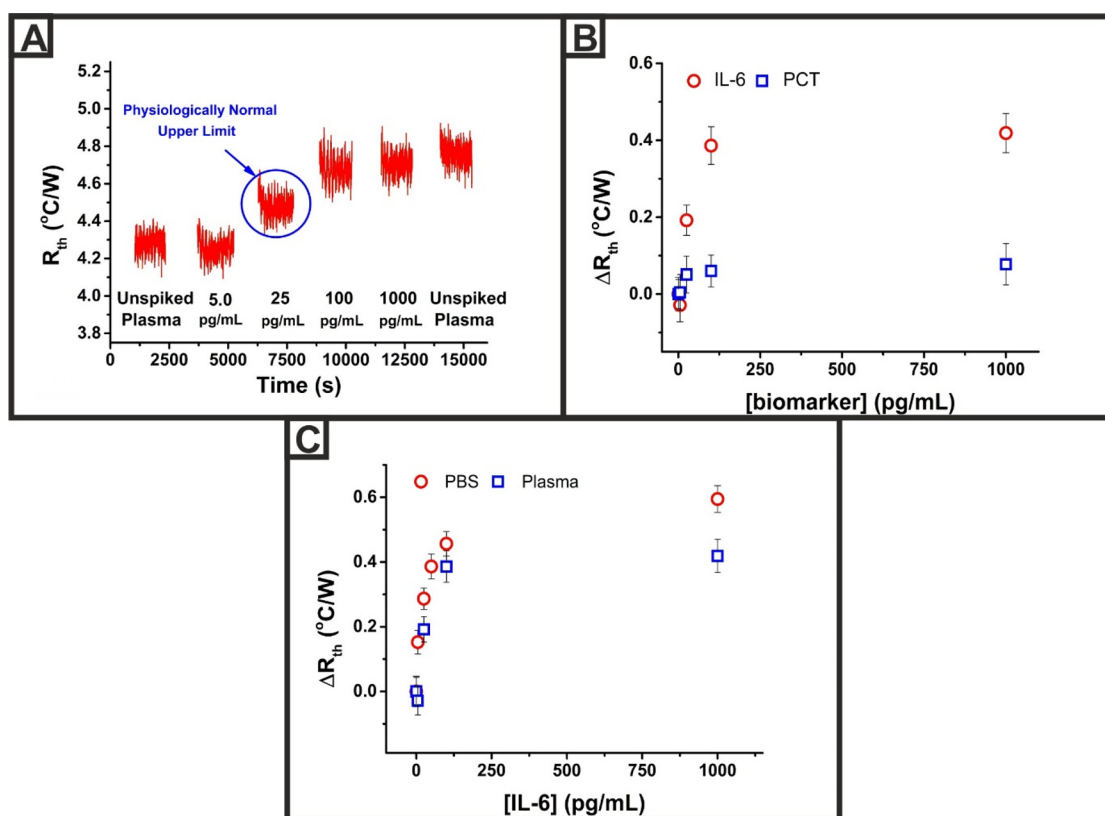 A
R_th (°C/W)
5.2
5.0
4.8
4.6
4.4
4.2
4.0
3.8
Physiologically Normal
Upper Limit
Unspiked 5.0 25 100 1000 Unspiked
Plasma pg/mL pg/mL pg/mL pg/mL Plasma
0 2500 5000 7500 10000 12500 15000
Time (s)
B
ΔR_th (°C/W)
0.6
0.4
0.2
0.0
IL-6 PCT
0 250 500 750 1000
[biomarker] (pg/mL)
C
ΔR_th (°C/W)
0.6
0.4
0.2
0.0
PBS Plasma
0 250 500 750 1000
[IL-6] (pg/mL)